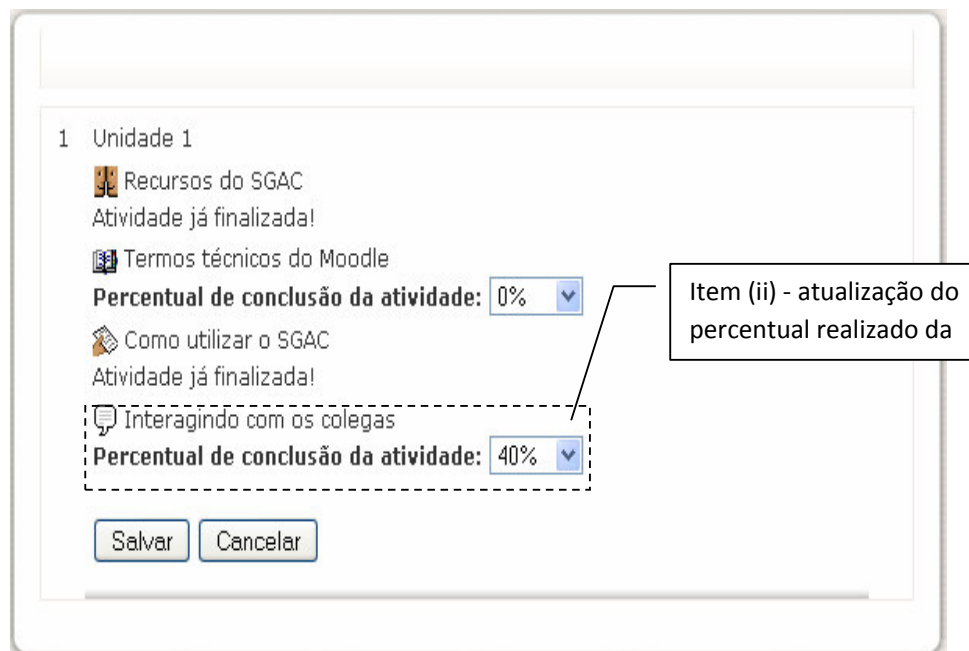 1 Unidade 1
Recursos do SGAC
Atividade já finalizada!
Termos técnicos do Moodle
Percentual de conclusão da atividade: 0%
Como utilizar o SGAC
Atividade já finalizada!
Interagindo com os colegas
Percentual de conclusão da atividade: 40%
Salvar Cancelar
Item (ii) - atualização do
percentual realizado da